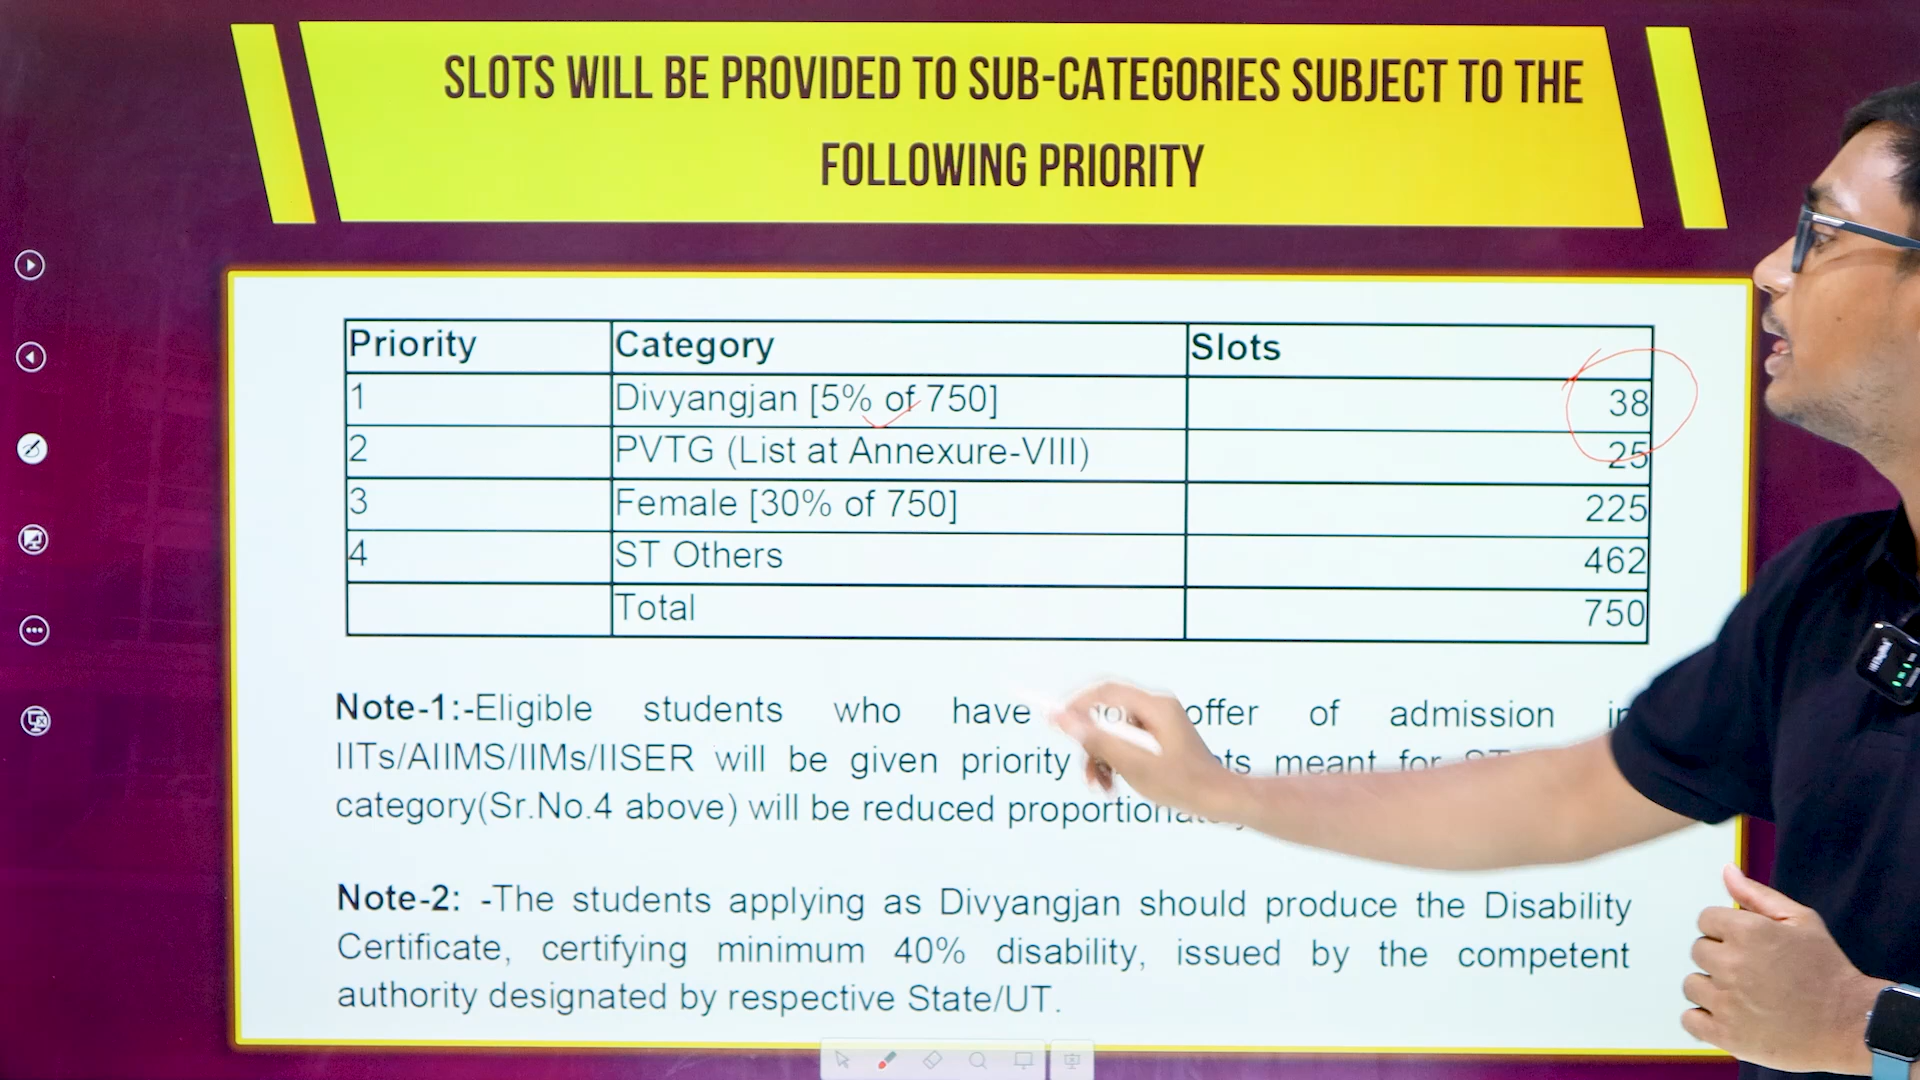 SLOTS WILL BE PROVIDED TO SUB-CATEGORIES SUBJECT TO THE
FOLLOWING PRIORITY
Priority Category Slots
1 Divyangjan [5% of 750] 38
2 PVTG (List at Annexure-VIII) 25
3 Female [30% of 750] 225
4 ST Others 462
Total 750
Note-1:-Eligible students who have offer of admission
IITs/AIIMS/IIMs/IISER will be given priority meant for
category(Sr.No.4 above) will be reduced
Note-2: -The students applying as Divyangjan should produce the Disability
Certificate, certifying minimum 40% disability, issued by the competent
authority designated by respective State/UT.